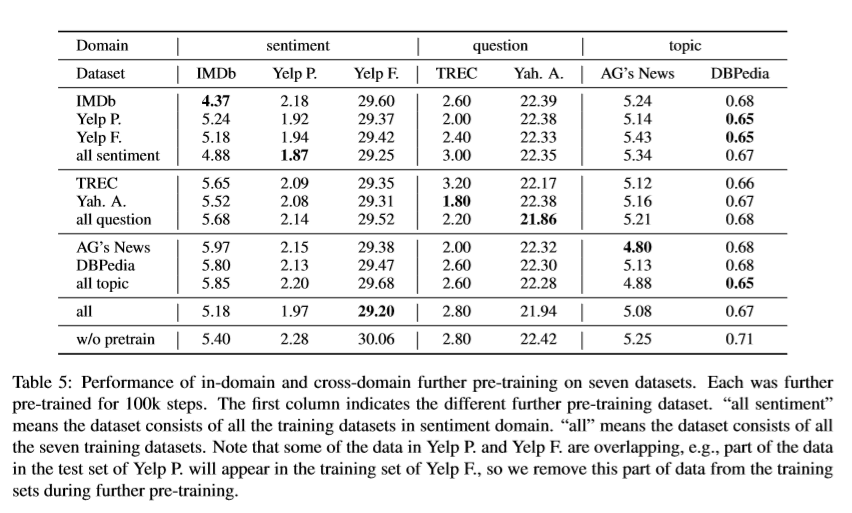 Domain sentiment question topic
Dataset IMDb Yelp P. Yelp F. TREC Yah. A. AG's News DBPedia
IMDb 4.37 2.18 29.60 2.60 22.39 5.24 0.68
Yelp P. 5.24 1.92 29.37 2.00 22.38 5.14 0.65
Yelp F. 5.18 1.94 29.42 2.40 22.33 5.43 0.65
all sentiment 4.88 1.87 29.25 3.00 22.35 5.34 0.67
TREC 5.65 2.09 29.35 3.20 22.17 5.12 0.66
Yah. A. 5.52 2.08 29.31 1.80 22.38 5.16 0.67
all question 5.68 2.14 29.52 2.20 21.86 5.21 0.68
AG's News 5.97 2.15 29.38 2.00 22.32 4.80 0.68
DBPedia 5.80 2.13 29.47 2.60 22.30 5.13 0.68
all topic 5.85 2.20 29.68 2.60 22.28 4.88 0.65
all 5.18 1.97 29.20 2.80 21.94 5.08 0.67
w/o pretrain 5.40 2.28 30.06 2.80 22.42 5.25 0.71
Table 5: Performance of in-domain and cross-domain further pre-training on seven datasets. Each was further
pre-trained for 100k steps. The first column indicates the different further pre-training dataset. “all sentiment”
means the dataset consists of all the training datasets in sentiment domain. “all” means the dataset consists of all
the seven training datasets. Note that some of the data in Yelp P. and Yelp F. are overlapping, e.g., part of the data
in the test set of Yelp P. will appear in the training set of Yelp F., so we remove this part of data from the training
sets during further pre-training.